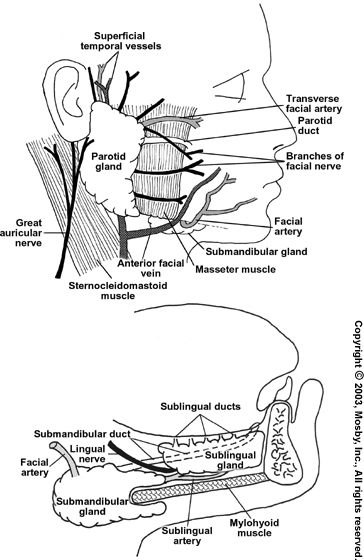 Superficial
temporal vessels
Transverse
facial artery
Parotid
duct
Parotid
gland
Branches of
facial nerve
Great
auricular
nerve
Facial
artery
Submandibular gland
Anterior facial
vein
Masseter muscle
Sternocleidomastoid
muscle
Sublingual ducts
Submandibular duct
Lingual
nerve
Sublingual
gland
Facial
artery
Submandibular
gland
Mylohyoid
muscle
Sublingual
artery
Copyright © 2003, Mosby, Inc., All rights reserved.